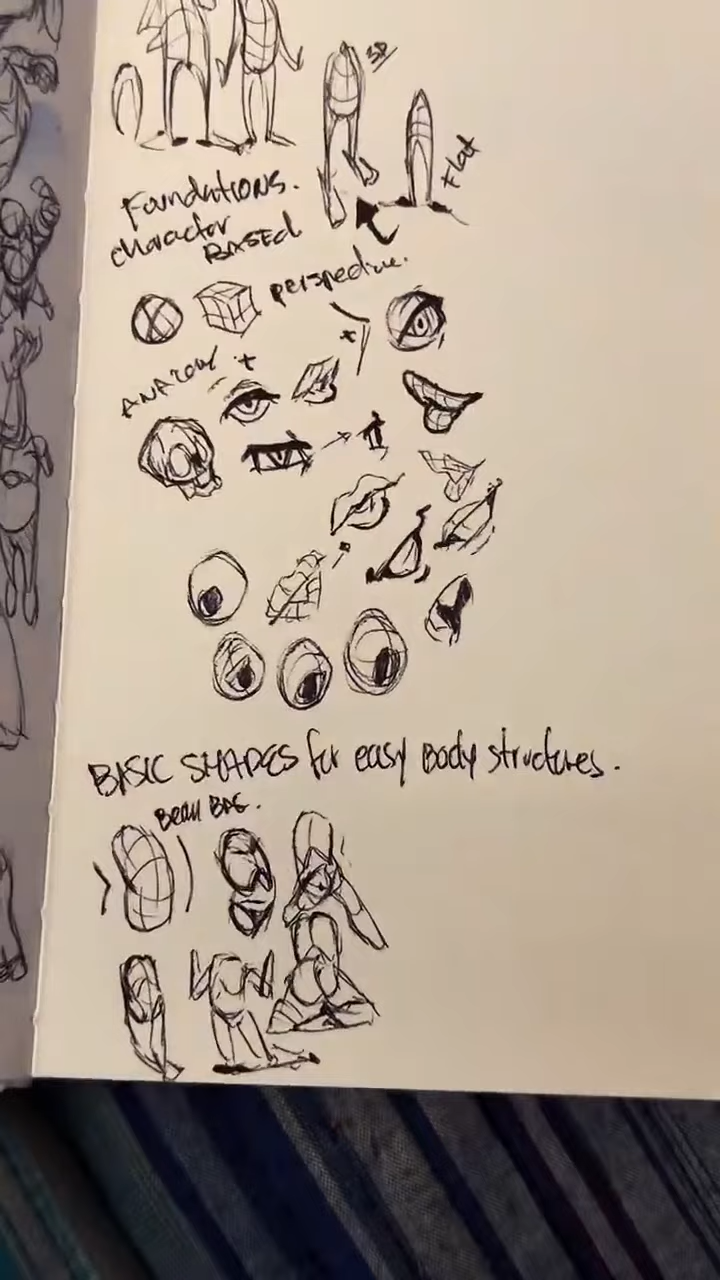 3D
Flat
Foundations.
character
BASEd
perspective.
ANATOMY +
+
BASIC SHAPES for easy Body structures.
BEAN BAG.